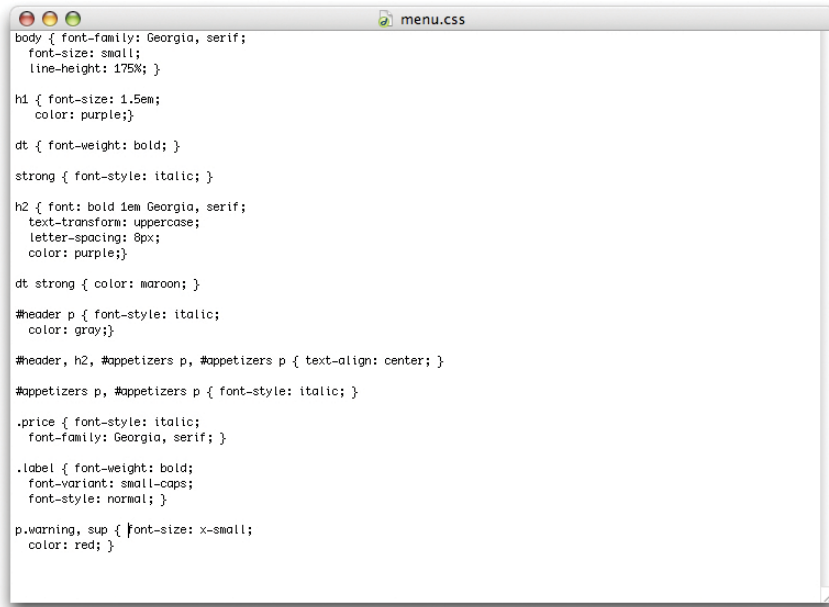 menu.css
body { font-family: Georgia, serif;
font-size: small;
line-height: 175%; }
h1 { font-size: 1.5em;
color: purple;}
dt { font-weight: bold; }
strong { font-style: italic; }
h2 { font: bold 1em Georgia, serif;
text-transform: uppercase;
letter-spacing: 8px;
color: purple;}
dt strong { color: maroon; }
#header p { font-style: italic;
color: gray;}
#header, h2, #appetizers p, #appetizers p { text-align: center; }
#appetizers p, #appetizers p { font-style: italic; }
.price { font-style: italic;
font-family: Georgia, serif; }
.label { font-weight: bold;
font-variant: small-caps;
font-style: normal; }
p.warning, sup { font-size: x-small;
color: red; }